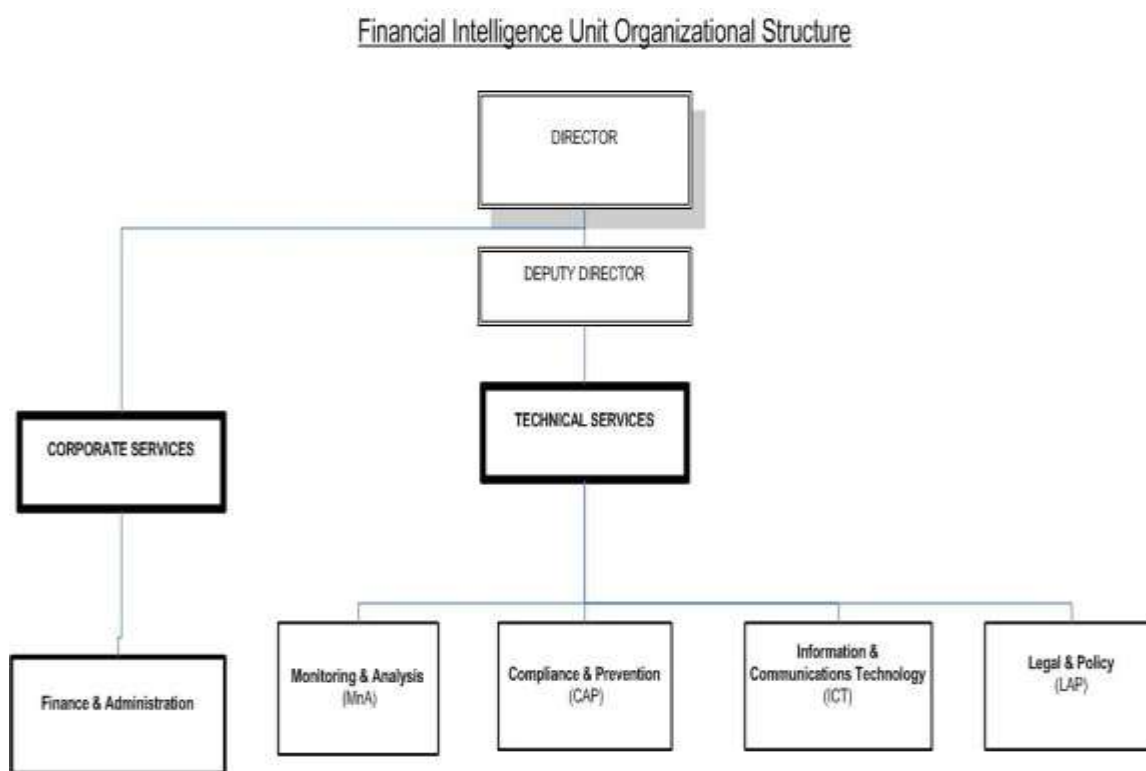 Financial Intelligence Unit Organizational Structure
DIRECTOR
DEPUTY DIRECTOR
TECHNICAL SERVICES
CORPORATE SERVICES
Monitoring & Analysis
(MnA)
Compliance & Prevention
(CAP)
Information &
Communications Technology
(ICT)
Legal & Policy
(LAP)
Finance & Administration